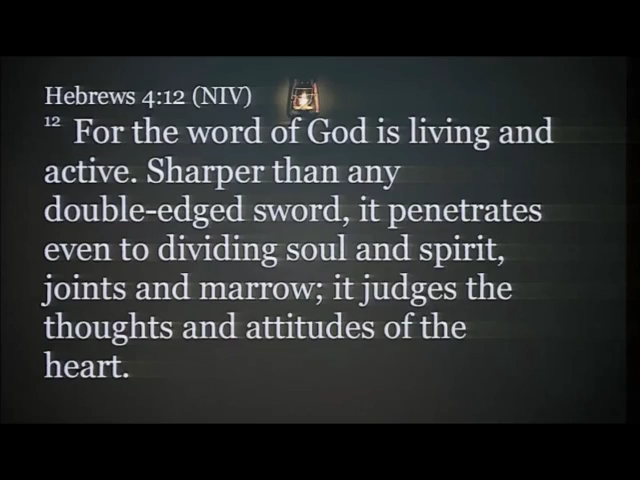 Hebrews 4:12 (NIV)
12 For the word of God is living and
active. Sharper than any
double-edged sword, it penetrates
even to dividing soul and spirit,
joints and marrow; it judges the
thoughts and attitudes of the
heart.